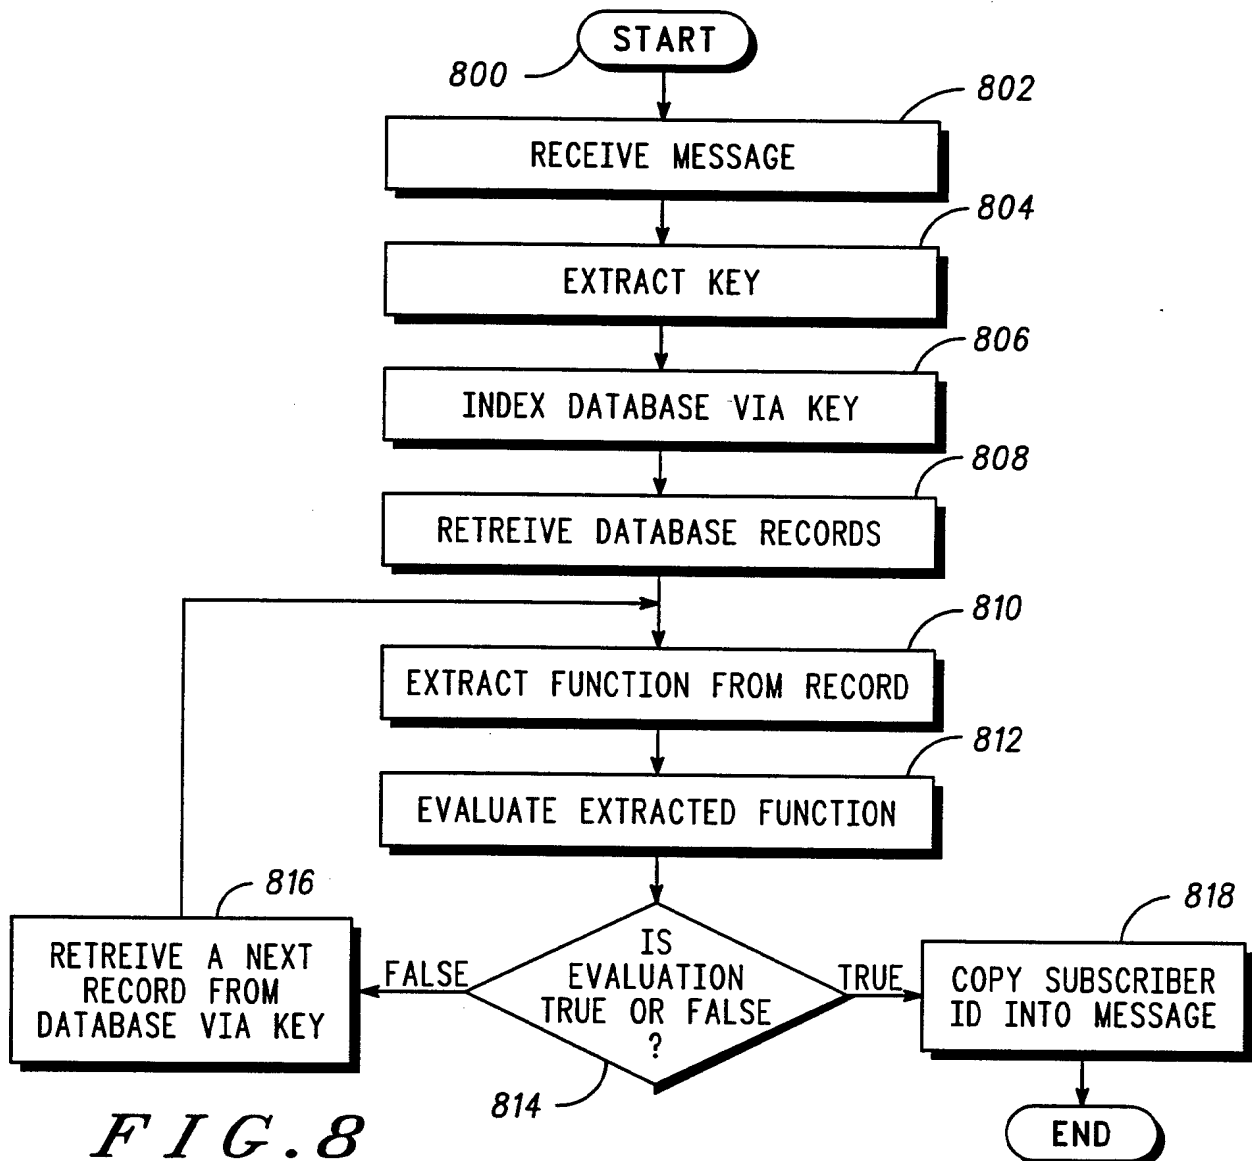 START
800
802
RECEIVE MESSAGE
804
EXTRACT KEY
806
INDEX DATABASE VIA KEY
808
RETREIVE DATABASE RECORDS
810
EXTRACT FUNCTION FROM RECORD
812
EVALUATE EXTRACTED FUNCTION
816
RETREIVE A NEXT
RECORD FROM
DATABASE VIA KEY
FALSE
IS
EVALUATION
TRUE OR FALSE
?
814
TRUE
818
COPY SUBSCRIBER
ID INTO MESSAGE
END
FIG.8